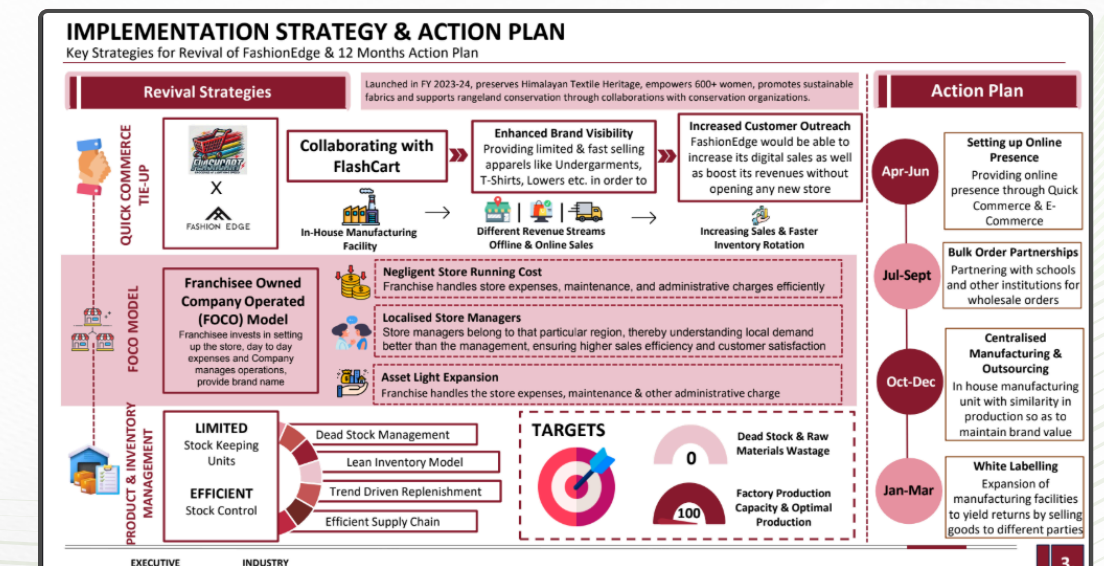 IMPLEMENTATION STRATEGY & ACTION PLAN
Key Strategies for Revival of FashionEdge & 12 Months Action Plan
Revival Strategies
Launched in FY 2023-24, preserves Himalayan Textile Heritage, empowers 600+ women, promotes sustainable
fabrics and supports rangeland conservation through collaborations with conservation organizations.
QUICK COMMERCE
TIE-UP
FLASHCART
X
FASHION EDGE
Collaborating with
FlashCart
In-House Manufacturing
Facility
Enhanced Brand Visibility
Providing limited & fast selling
apparels like Undergarments,
T-Shirts, Lowers etc. in order to
Different Revenue Streams
Offline & Online Sales
Increased Customer Outreach
FashionEdge would be able to
increase its digital sales as well
as boost its revenues without
opening any new store
Increasing Sales & Faster
Inventory Rotation
FOCO MODEL
Franchisee Owned
Company Operated
(FOCO) Model
Franchisee invests in setting
up the store, day to day
expenses and Company
manages operations,
provide brand name
Negligent Store Running Cost
Franchise handles store expenses, maintenance, and administrative charges efficiently
Localised Store Managers
Store managers belong to that particular region, thereby understanding local demand
better than the management, ensuring higher sales efficiency and customer satisfaction
Asset Light Expansion
Franchise handles the store expenses, maintenance & other administrative charge
PRODUCT & INVENTORY
MANAGEMENT
LIMITED
Stock Keeping
Units
EFFICIENT
Stock Control
Dead Stock Management
Lean Inventory Model
Trend Driven Replenishment
Efficient Supply Chain
TARGETS
0
Dead Stock & Raw
Materials Wastage
100
Factory Production
Capacity & Optimal
Production
Action Plan
Apr-Jun
Setting up Online
Presence
Providing online
presence through Quick
Commerce & E-
Commerce
Jul-Sept
Bulk Order Partnerships
Partnering with schools
and other institutions for
wholesale orders
Oct-Dec
Centralised
Manufacturing &
Outsourcing
In house manufacturing
unit with similarity in
production so as to
maintain brand value
Jan-Mar
White Labelling
Expansion of
manufacturing facilities
to yield returns by selling
goods to different parties
EXECUTIVE
INDUSTRY
3